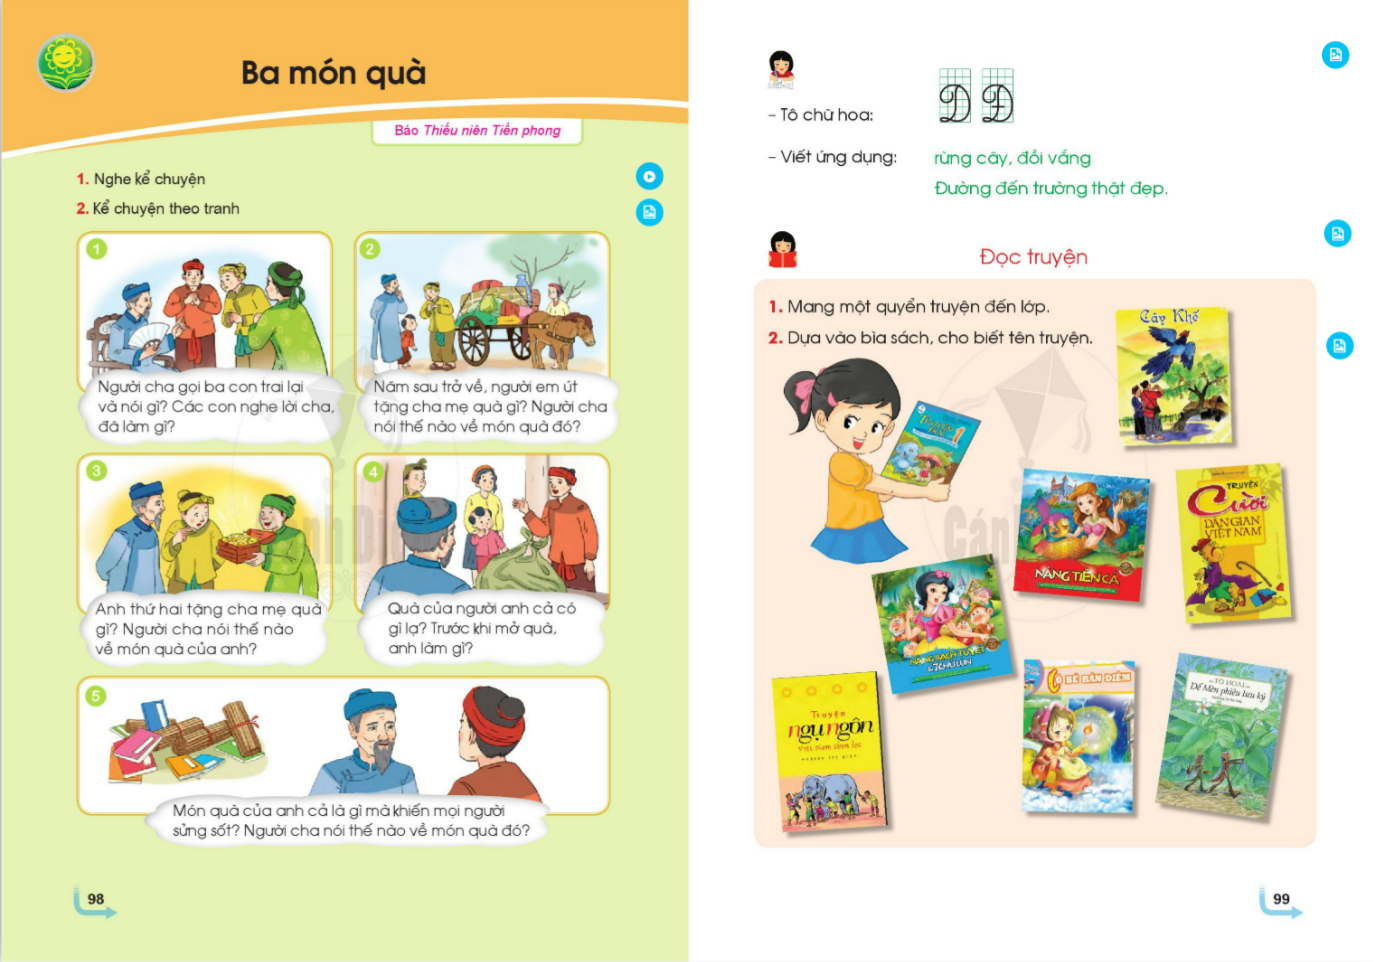 Ba món quà
Báo Thiếu niên Tiền phong
1. Nghe kể chuyện
2. Kể chuyện theo tranh
1
Người cha gọi ba con trai lại
và nói gì? Các con nghe lời cha,
đã làm gì?
2
Năm sau trở về, người em út
tặng cha mẹ quà gì? Người cha
nói thế nào về món quà đó?
3
Anh thứ hai tặng cha mẹ quà
gì? Người cha nói thế nào
về món quà của anh?
4
Quà của người anh cả có
gì lạ? Trước khi mở quà,
anh làm gì?
5
Món quà của anh cả là gì mà khiến mọi người
sửng sốt? Người cha nói thế nào về món quà đó?
98
– Tô chữ hoa:
D Đ
– Viết ứng dụng:
rừng cây, đồi vắng
Đường đến trường thật đẹp.
Đọc truyện
1. Mang một quyển truyện đến lớp.
2. Dựa vào bìa sách, cho biết tên truyện.
Cây Khế
TRUYỆN ĐỌC 1
NÀNG TIÊN CÁ
TRUYỆN
Cười
DÂN GIAN
VIỆT NAM
NÀNG BẠCH TUYẾT
& 7 CHÚ LÙN
Truyện
ngụ ngôn
Việt Nam chọn lọc
CÔ BÉ BÁN DIÊM
TÔ HOÀI
Dế Mèn phiêu lưu ký
99
Cánh Diều